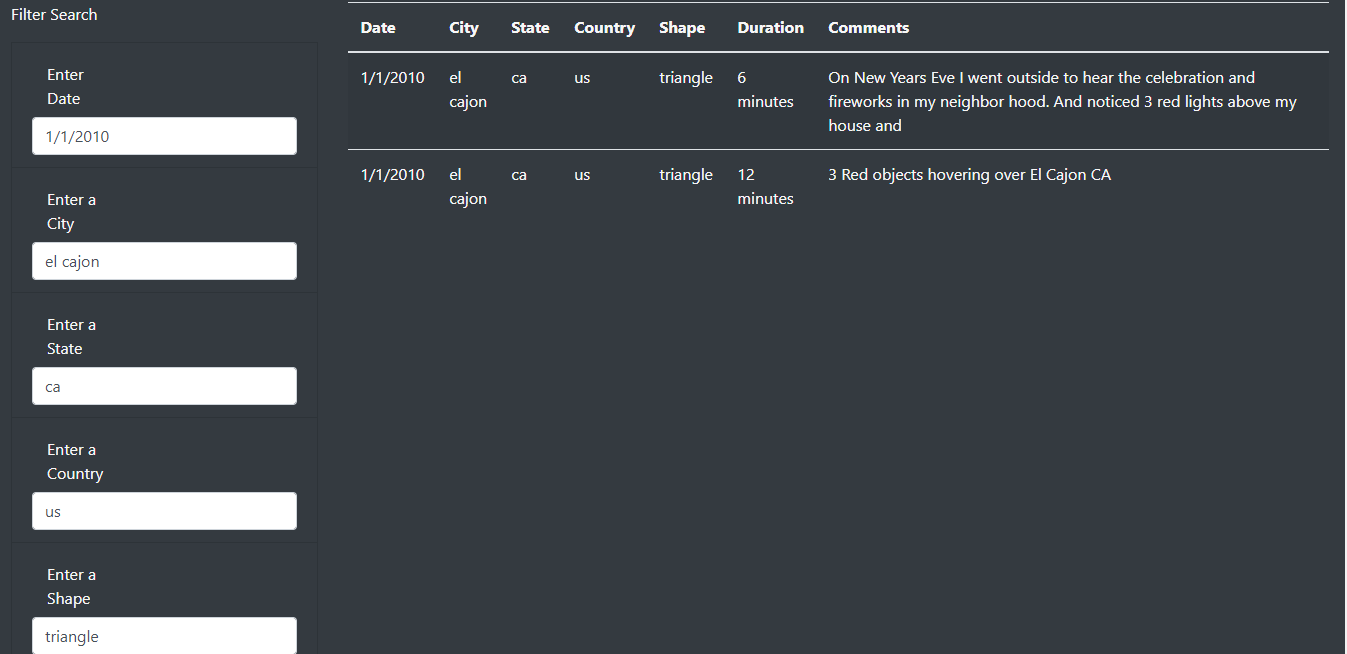 Filter Search
Enter
Date
1/1/2010
Enter a
City
el cajon
Enter a
State
ca
Enter a
Country
us
Enter a
Shape
triangle
Date City State Country Shape Duration Comments
1/1/2010 el ca us triangle 6 On New Years Eve I went outside to hear the celebration and
cajon minutes fireworks in my neighbor hood. And noticed 3 red lights above my
house and
1/1/2010 el ca us triangle 12 3 Red objects hovering over El Cajon CA
cajon minutes